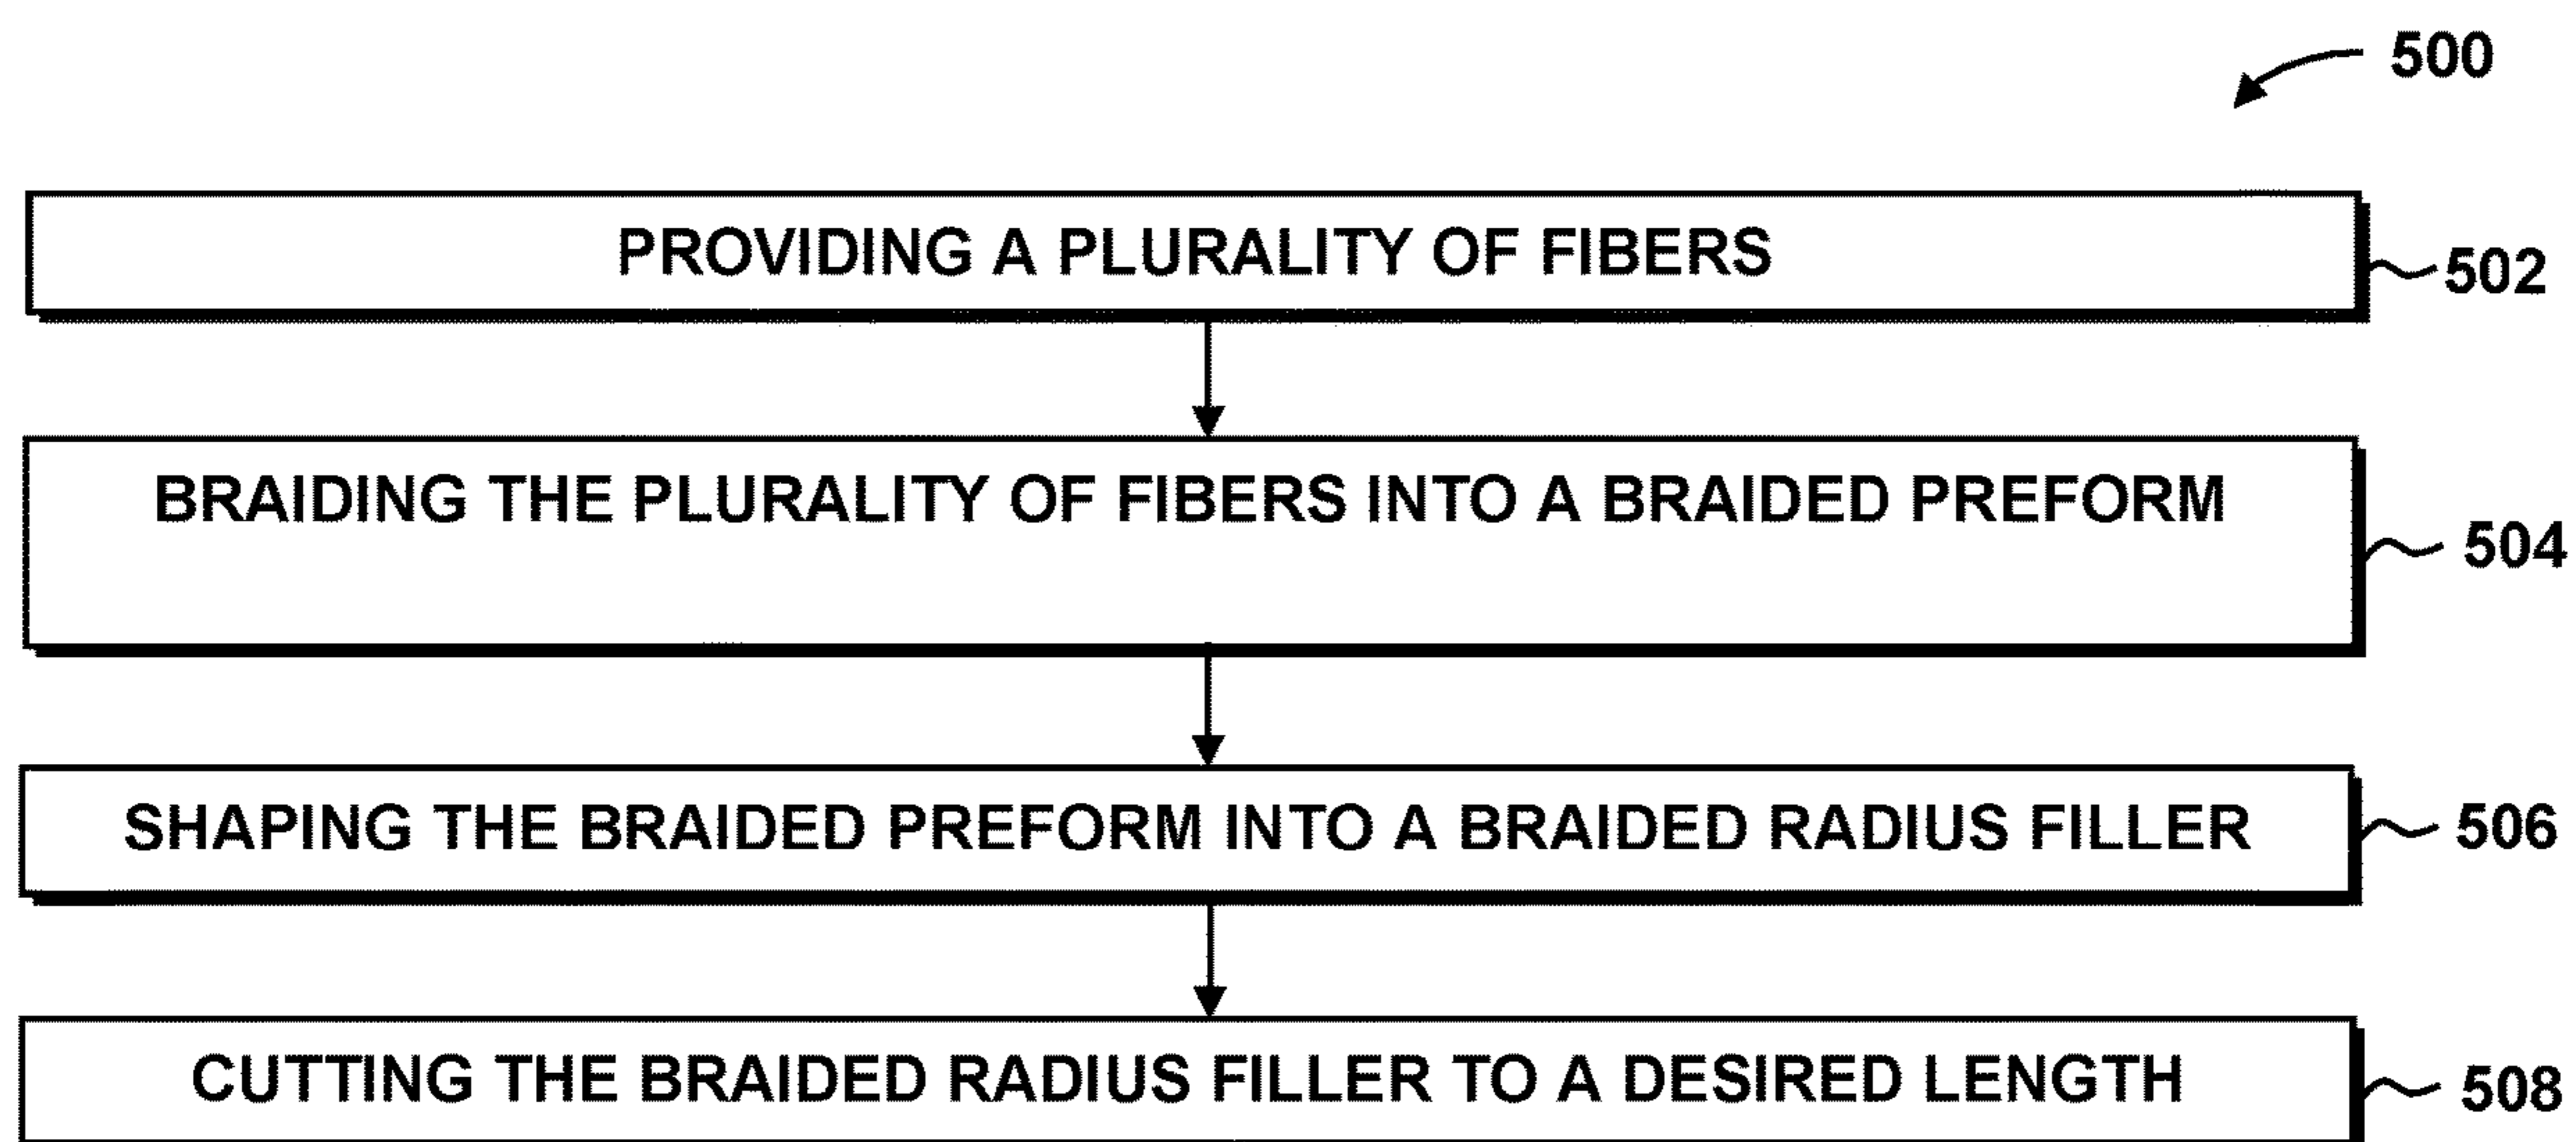 500
PROVIDING A PLURALITY OF FIBERS
502
BRAIDING THE PLURALITY OF FIBERS INTO A BRAIDED PREFORM
504
SHAPING THE BRAIDED PREFORM INTO A BRAIDED RADIUS FILLER
506
CUTTING THE BRAIDED RADIUS FILLER TO A DESIRED LENGTH
508